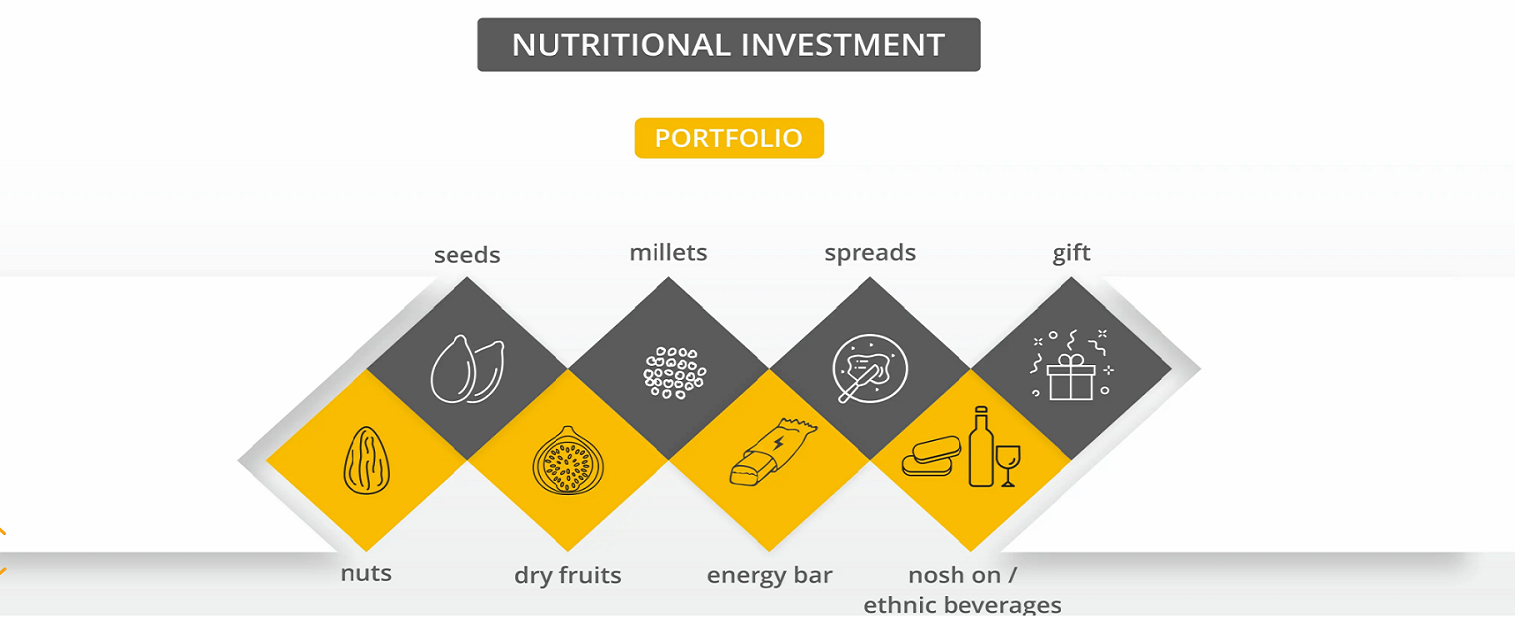 NUTRITIONAL INVESTMENT
PORTFOLIO
seeds
millets
spreads
gift
nuts
dry fruits
energy bar
nosh on /
ethnic beverages